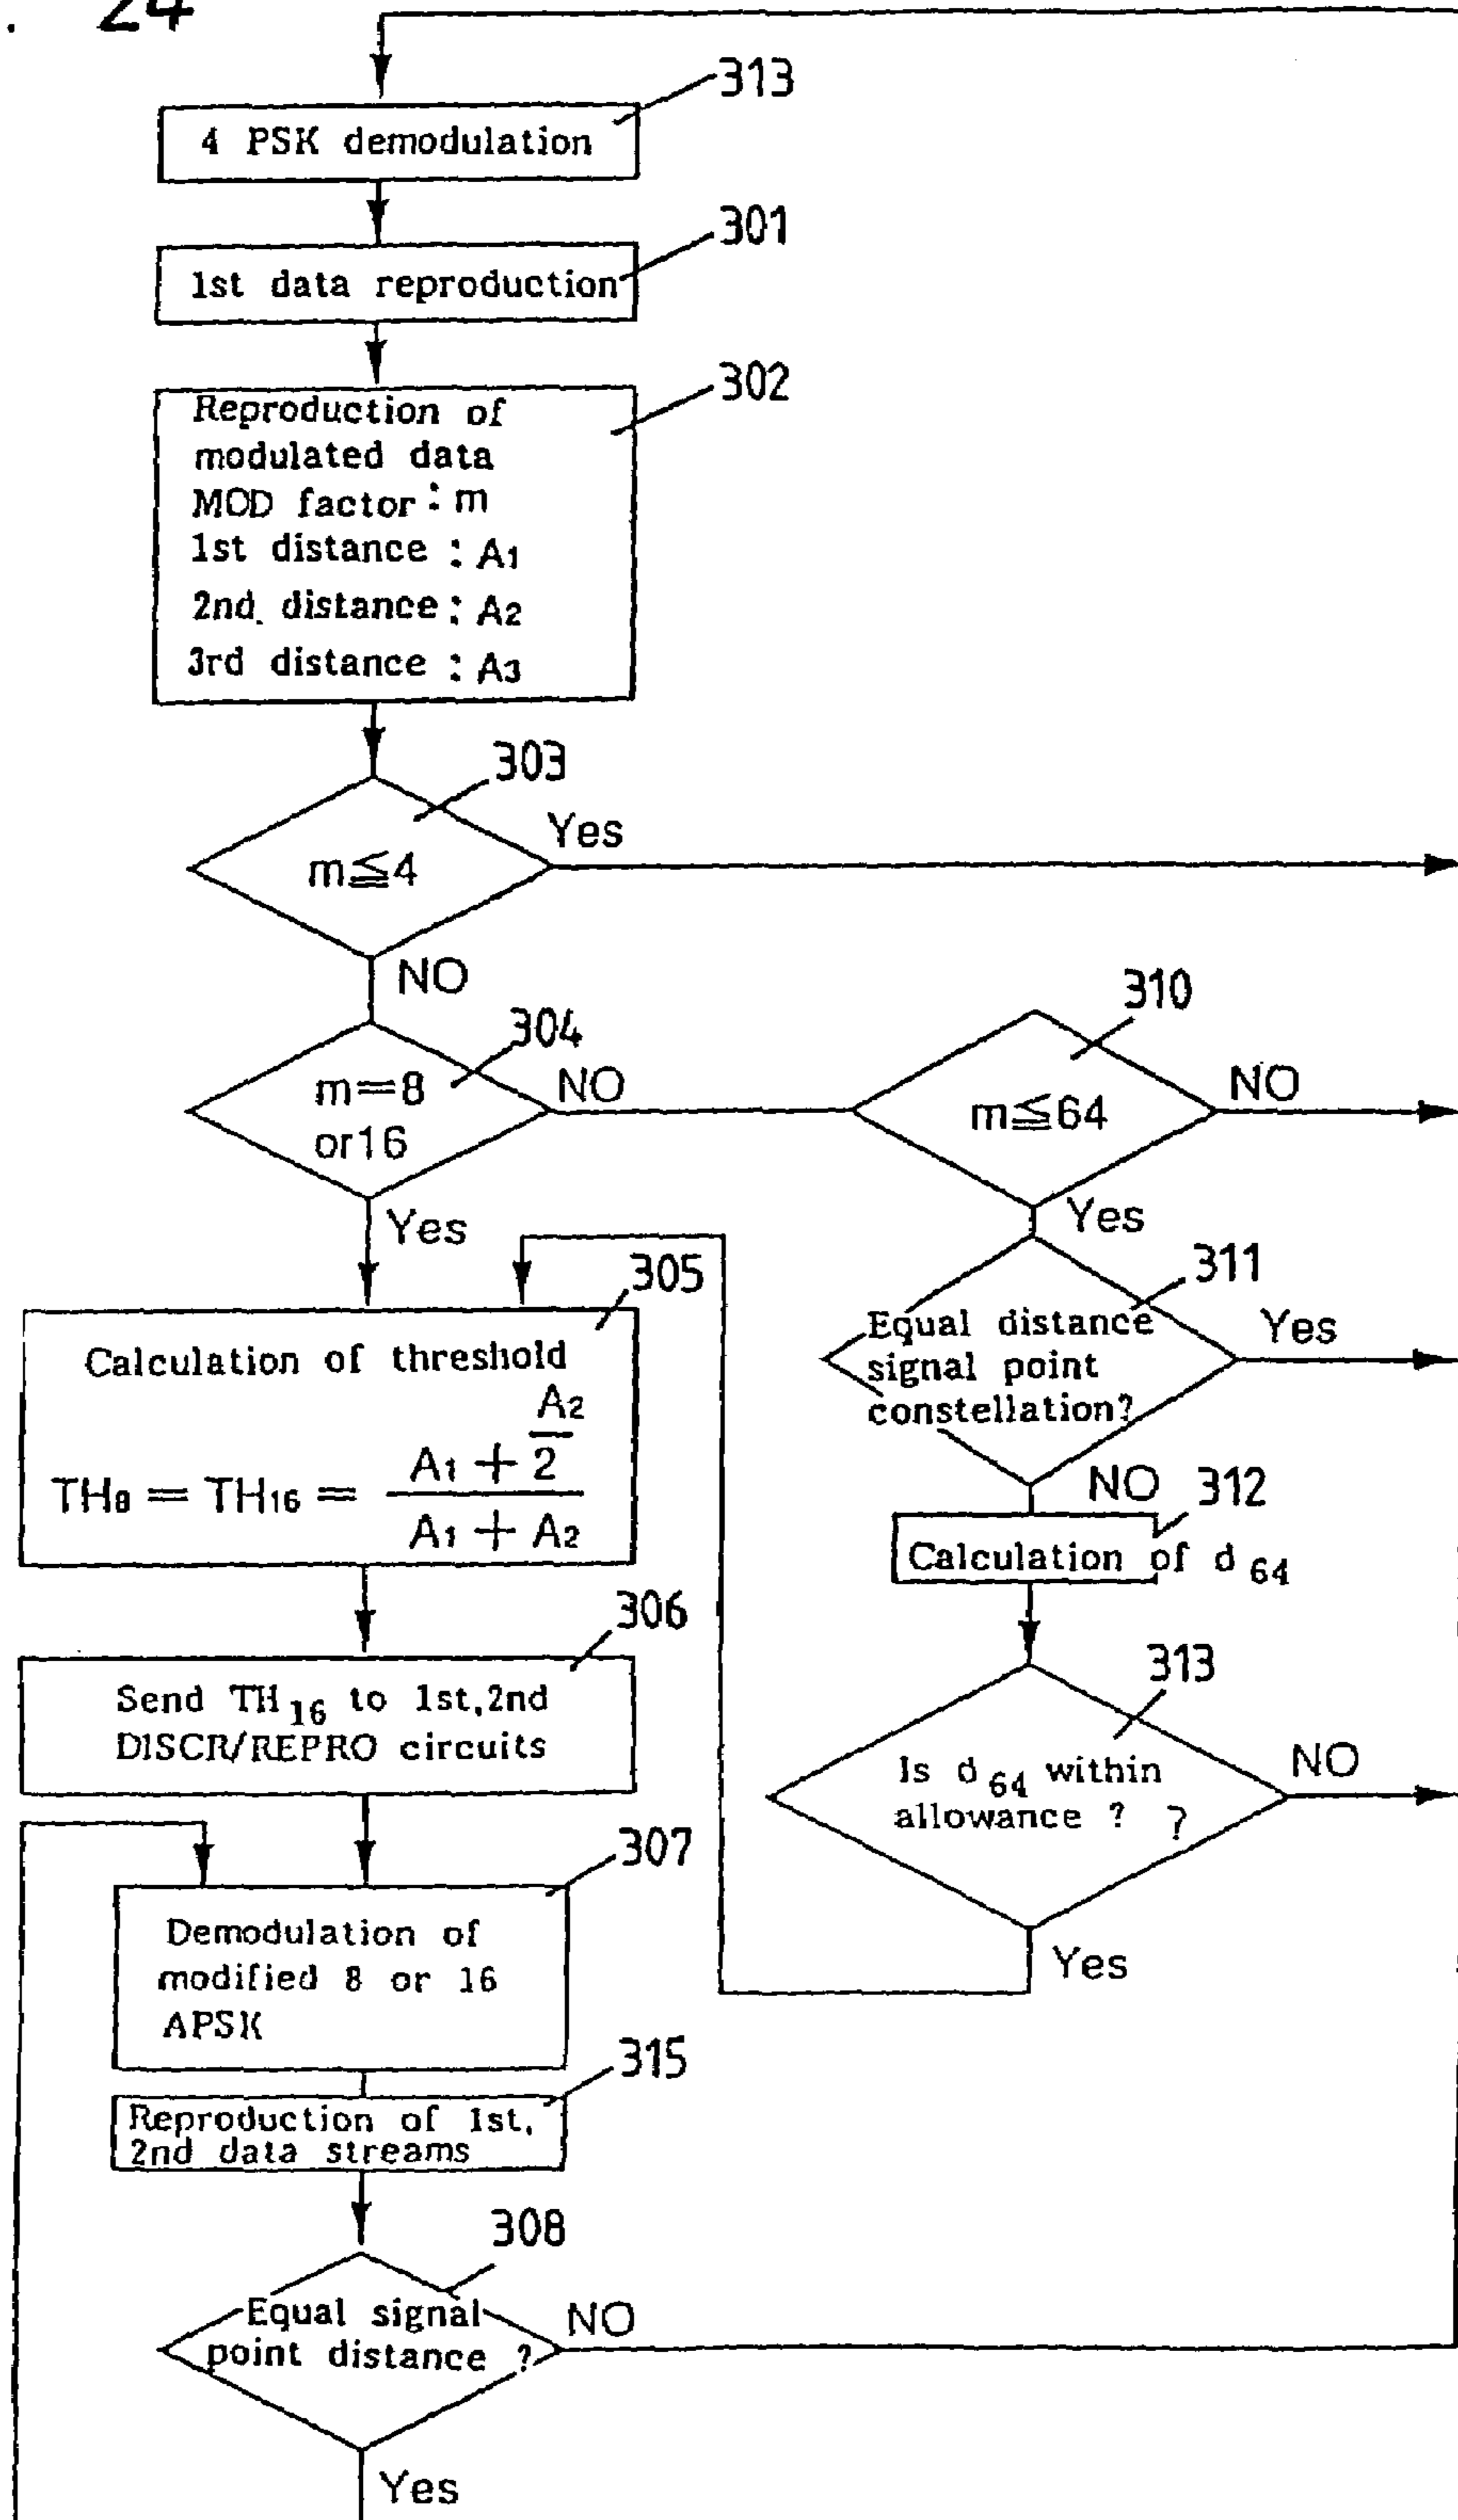 . 24
313
4 PSK demodulation
301
1st data reproduction
302
Reproduction of
modulated data
MOD factor : m
1st distance : A1
2nd. distance : A2
3rd distance : A3
303
m≦4
Yes
NO
304
m=8
or16
NO
Yes
310
m≦64
NO
Yes
311
Equal distance
signal point
constellation?
Yes
NO
312
Calculation of d 64
313
Is d 64 within
allowance ? ?
NO
Yes
305
Calculation of threshold
TH8 = TH16 = 
A1 + A2
2
A1 + A2
306
Send TH16 to 1st,2nd
DISCR/REPRO circuits
307
Demodulation of
modified 8 or 16
APSK
315
Reproduction of 1st,
2nd data streams
308
Equal signal
point distance ?
NO
Yes